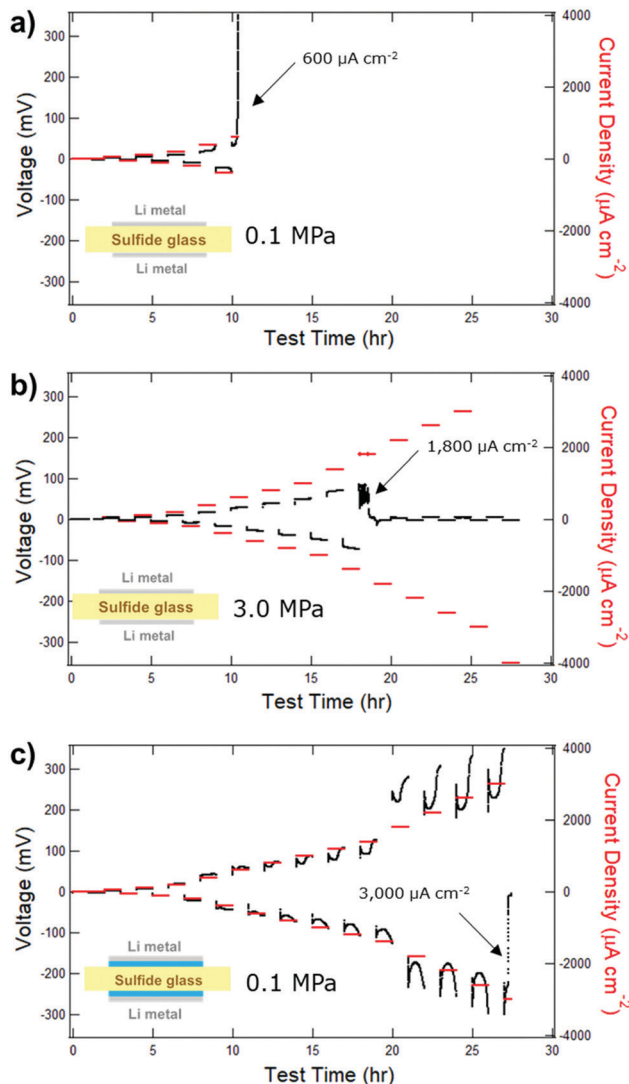 a)
Voltage (mV)
300
200
100
0
-100
-200
-300
600 µA cm-2
Li metal
Sulfide glass
Li metal
0.1 MPa
4000
2000
0
-2000
-4000
Current Density (µA cm-2)
0 5 10 15 20 25 30
Test Time (hr)
b)
Voltage (mV)
300
200
100
0
-100
-200
-300
1,800 µA cm-2
Li metal
Sulfide glass
Li metal
3.0 MPa
4000
2000
0
-2000
-4000
Current Density (µA cm-2)
0 5 10 15 20 25 30
Test Time (hr)
c)
Voltage (mV)
300
200
100
0
-100
-200
-300
3,000 µA cm-2
Li metal
Sulfide glass
Li metal
0.1 MPa
4000
2000
0
-2000
-4000
Current Density (µA cm-2)
0 5 10 15 20 25 30
Test Time (hr)